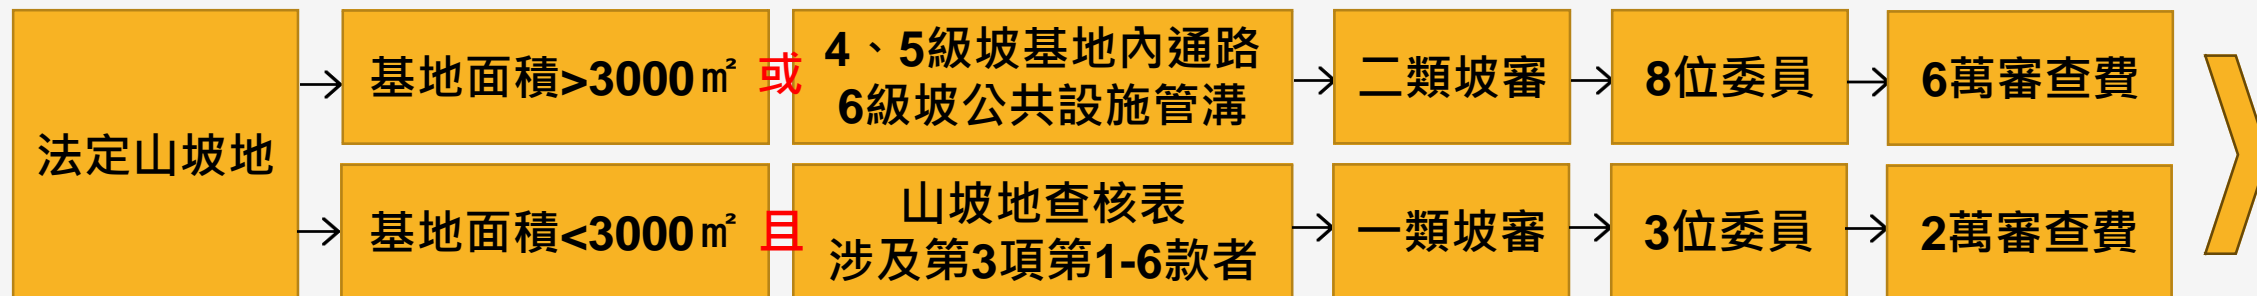 法定山坡地
基地面積>3000㎡
或
4、5級坡基地內通路
6級坡公共設施管溝
二類坡審
8位委員
6萬審查費
基地面積<3000㎡
且
山坡地查核表
涉及第3項第1-6款者
一類坡審
3位委員
2萬審查費